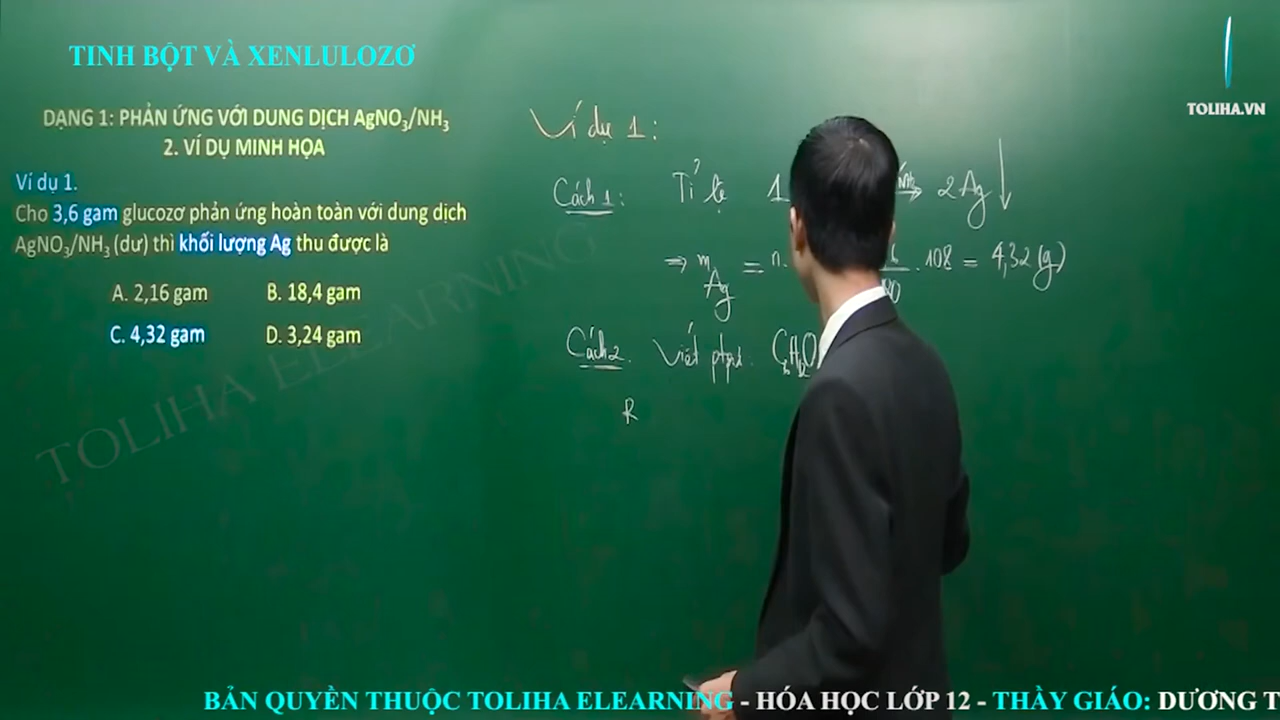 TINH BỘT VÀ XENLULOZƠ
TOLIHA.VN
DẠNG 1: PHẢN ỨNG VỚI DUNG DỊCH AgNO₃/NH₃
2. VÍ DỤ MINH HỌA
Ví dụ 1.
Cho 3,6 gam glucozơ phản ứng hoàn toàn với dung dịch
AgNO₃/NH₃ (dư) thì khối lượng Ag thu được là
A. 2,16 gam B. 18,4 gam
C. 4,32 gam D. 3,24 gam
TOLIHA ELEARNING
Ví dụ 1:
Cách 1: Tỉ lệ 1 2Ag↓
⇒ m Ag = n. .108 = 4,32 (g)
Cách 2. Viết ptpư:
R
BẢN QUYỀN THUỘC TOLIHA ELEARNING - HÓA HỌC LỚP 12 - THẦY GIÁO: DƯƠNG T